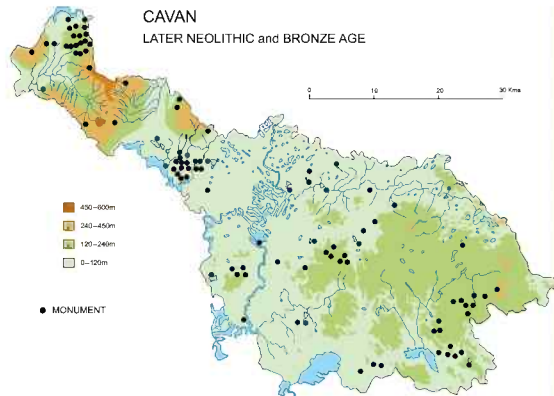 CAVAN
LATER NEOLITHIC and BRONZE AGE
0 10 20 30 Kms
450–600m
240–450m
120–240m
0–120m
MONUMENT